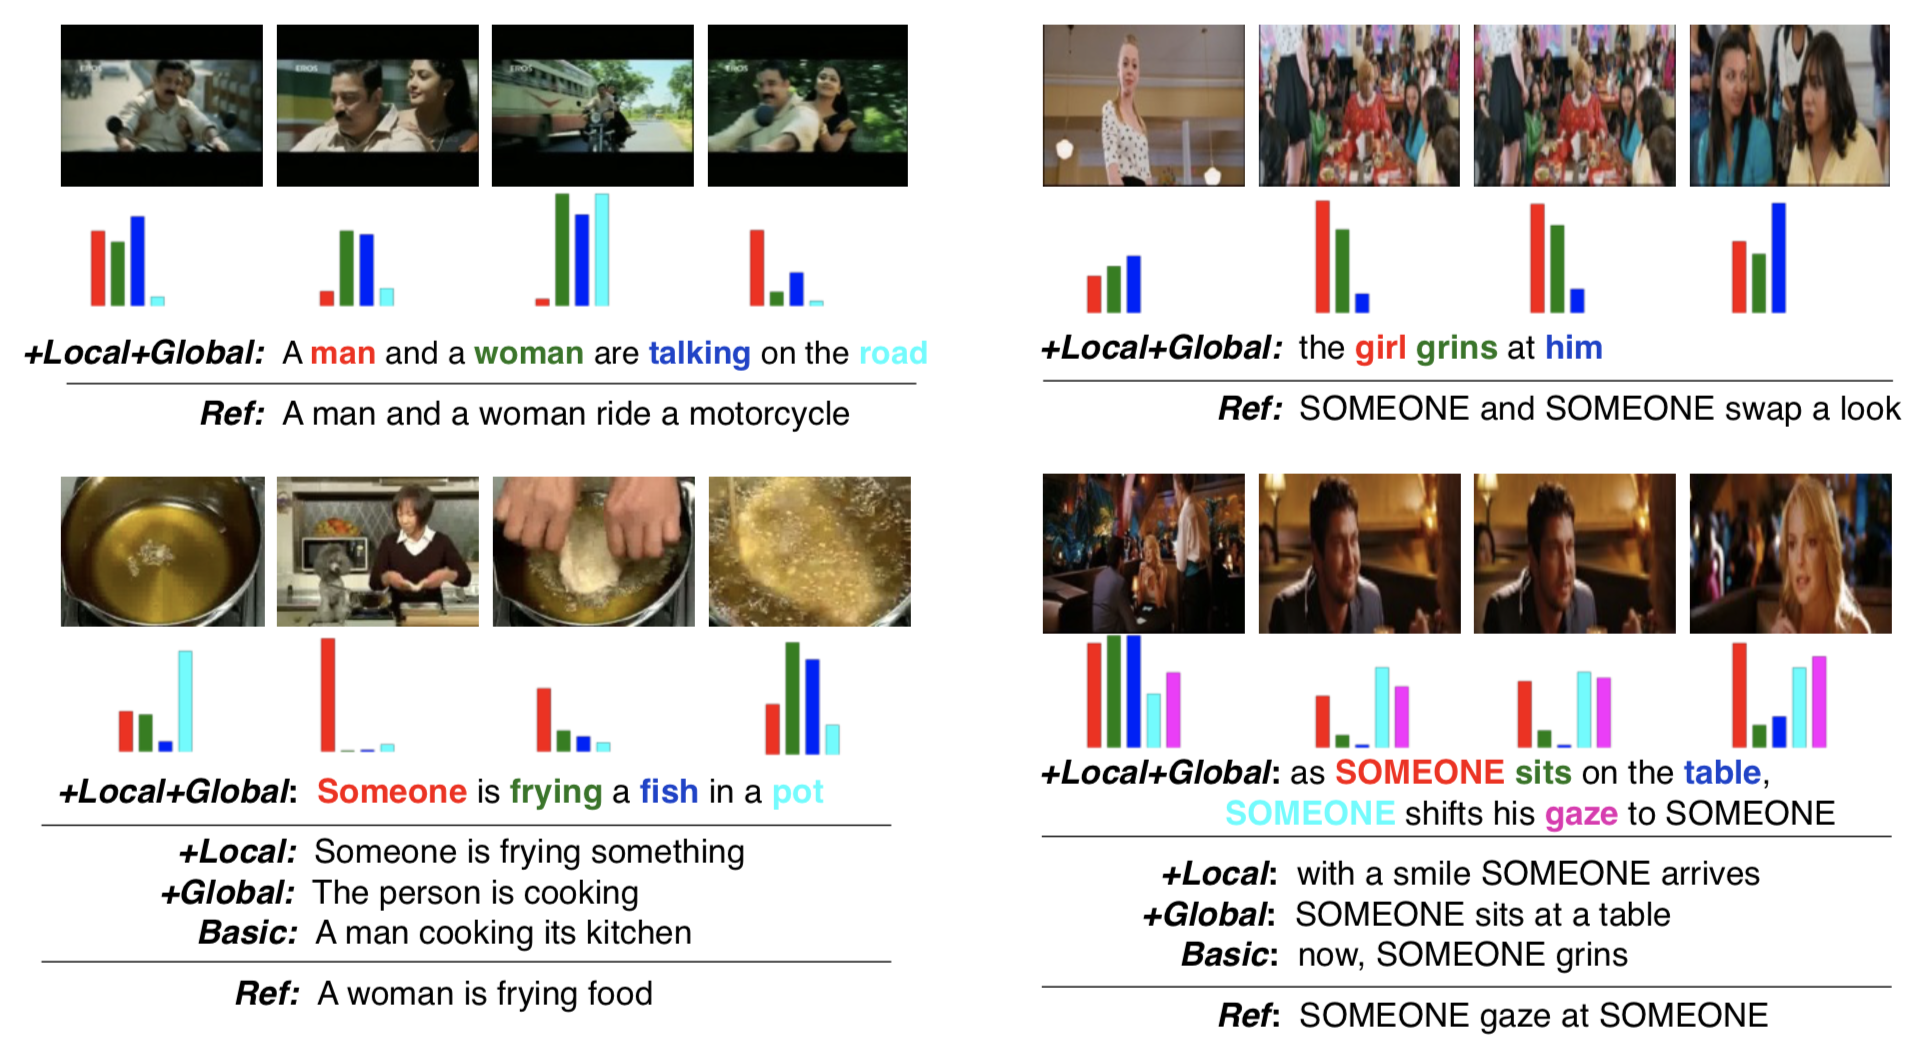 EROS
EROS
EROS
EROS
+Local+Global: A man and a woman are talking on the road
Ref: A man and a woman ride a motorcycle
+Local+Global: the girl grins at him
Ref: SOMEONE and SOMEONE swap a look
+Local+Global: Someone is frying a fish in a pot
+Local: Someone is frying something
+Global: The person is cooking
Basic: A man cooking its kitchen
Ref: A woman is frying food
+Local+Global: as SOMEONE sits on the table,
SOMEONE shifts his gaze to SOMEONE
+Local: with a smile SOMEONE arrives
+Global: SOMEONE sits at a table
Basic: now, SOMEONE grins
Ref: SOMEONE gaze at SOMEONE